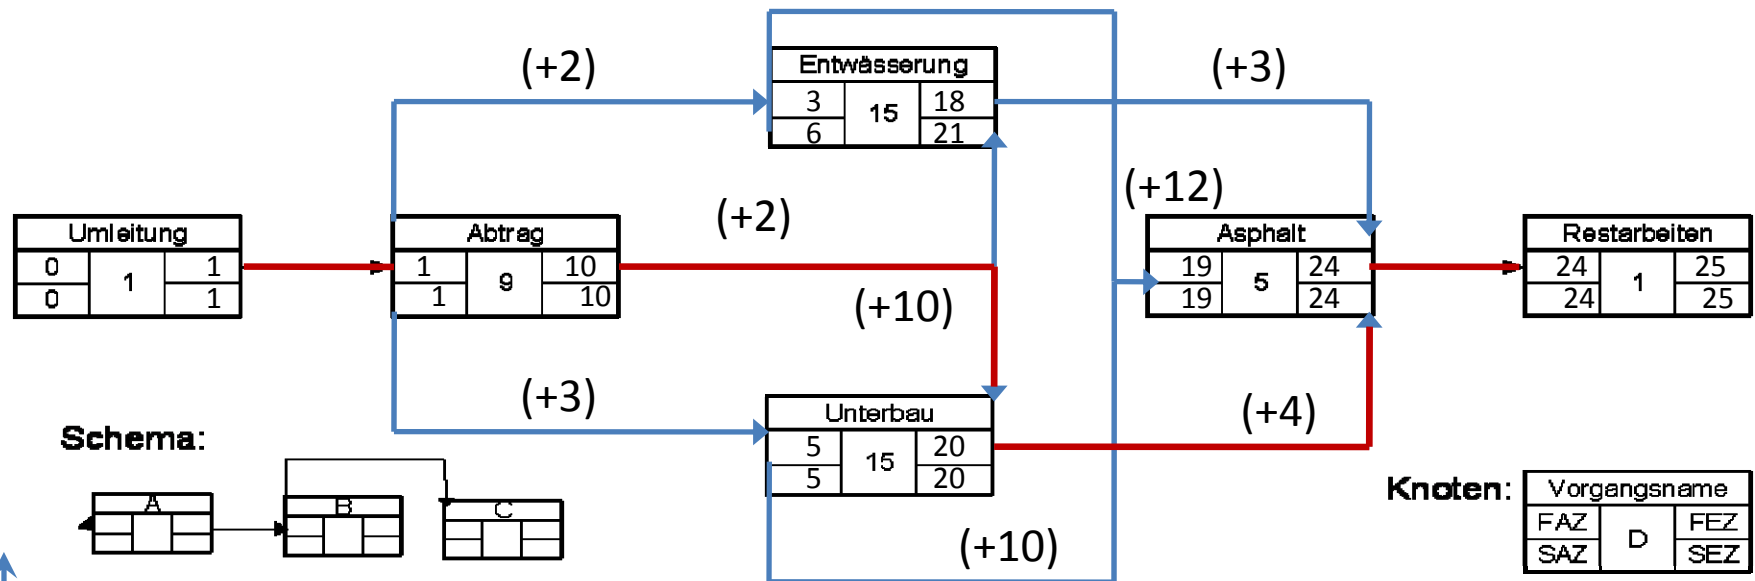 (+2)
Entwässerung
3 15 18
6 21
(+3)
(+12)
(+2)
Umleitung
0 1 1
0 1
Abtrag
1 9 10
1 10
(+10)
Asphalt
19 5 24
19 24
Restarbeiten
24 1 25
24 25
(+3)
Unterbau
5 15 20
5 20
(+4)
(+10)
Schema:
A
B
C
Knoten:
Vorgangsname
FAZ D FEZ
SAZ SEZ